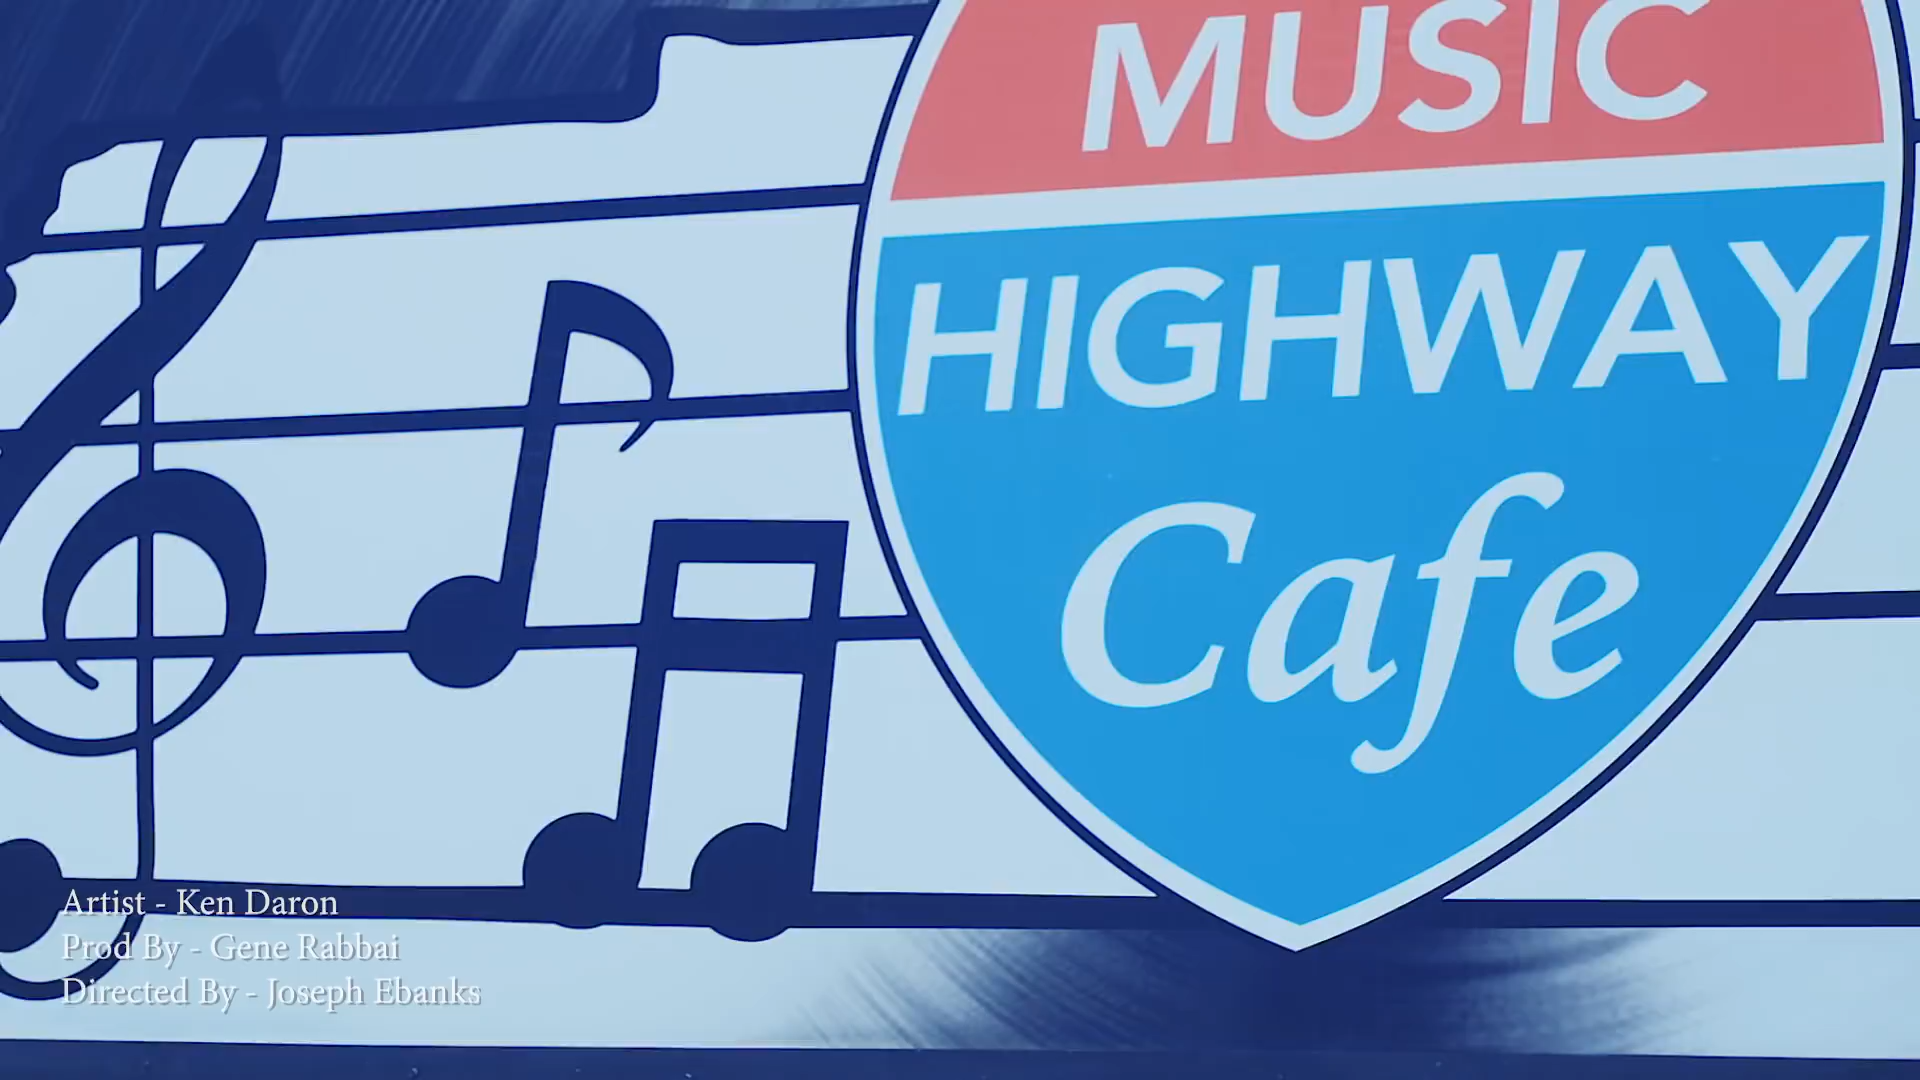 MUSIC
HIGHWAY
Cafe
Artist - Ken Daron
Prod By - Gene Rabbai
Directed By - Joseph Ebanks